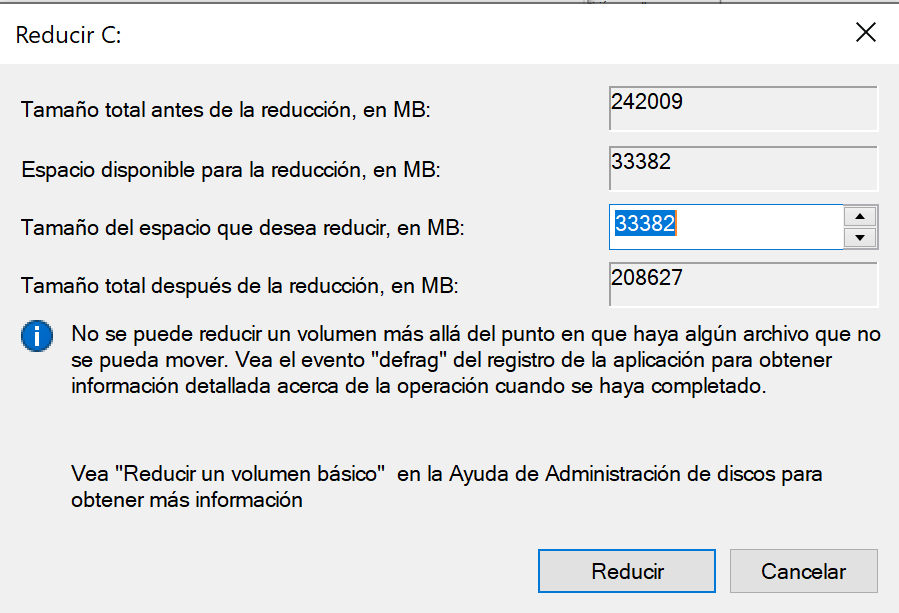 Reducir C:
Tamaño total antes de la reducción, en MB: 242009
Espacio disponible para la reducción, en MB: 33382
Tamaño del espacio que desea reducir, en MB: 33382
Tamaño total después de la reducción, en MB: 208627
No se puede reducir un volumen más allá del punto en que haya algún archivo que no
se pueda mover. Vea el evento "defrag" del registro de la aplicación para obtener
información detallada acerca de la operación cuando se haya completado.
Vea "Reducir un volumen básico"  en la Ayuda de Administración de discos para
obtener más información
Reducir Cancelar